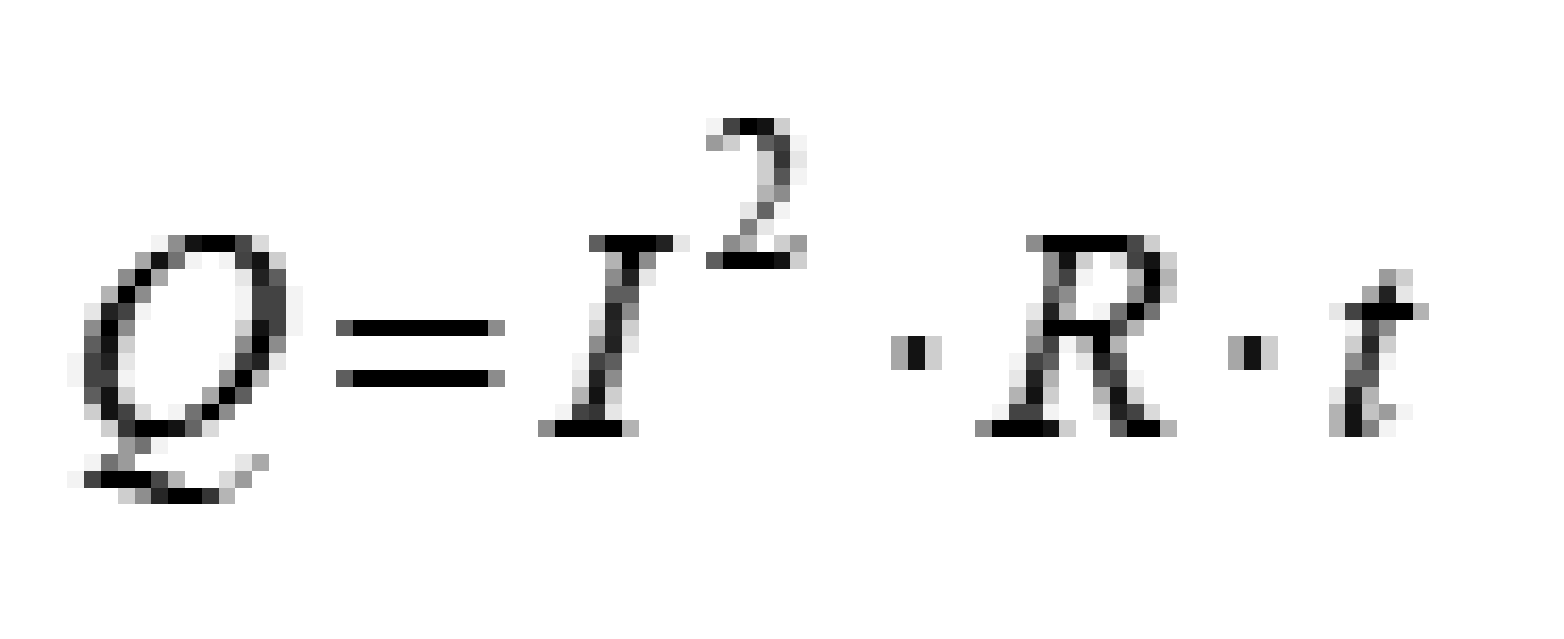 Q=I² · R · t